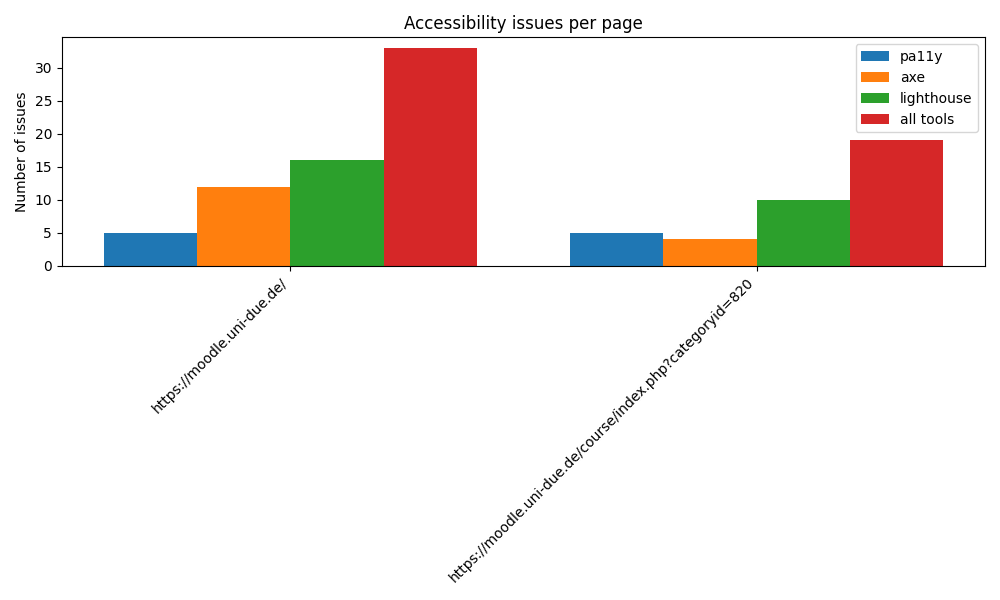 Accessibility issues per page
Number of issues
30
25
20
15
10
5
0
pa11y
axe
lighthouse
all tools
https://moodle.uni-due.de/
https://moodle.uni-due.de/course/index.php?categoryid=820